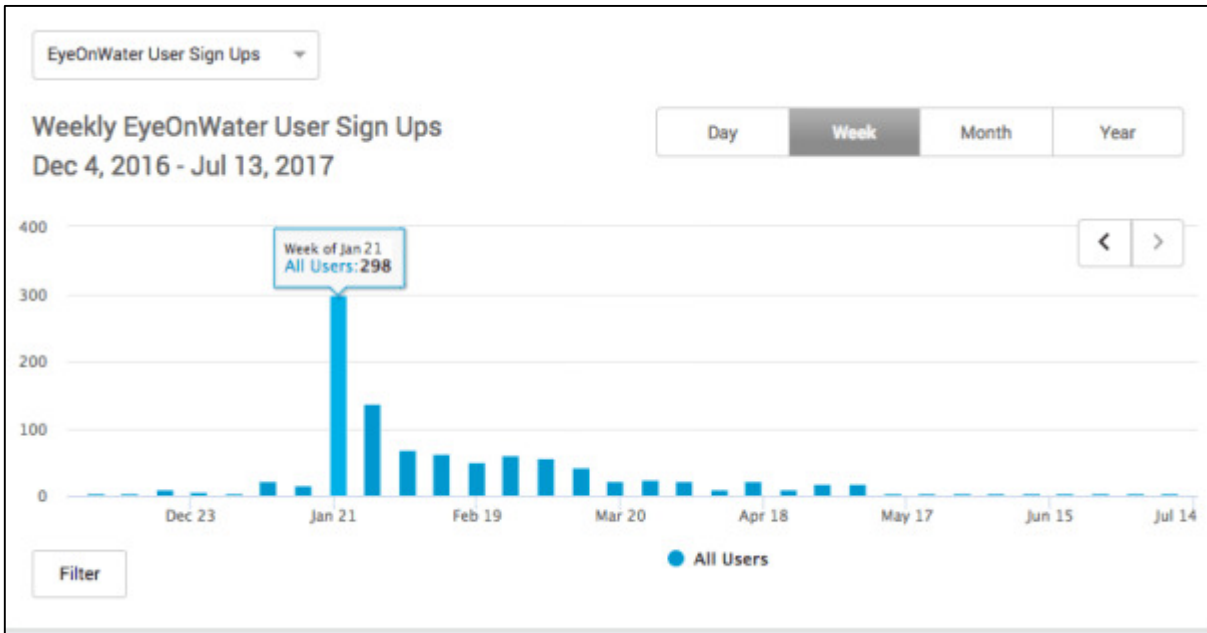 EyeOnWater User Sign Ups
Weekly EyeOnWater User Sign Ups
Dec 4, 2016 - Jul 13, 2017
Day Week Month Year
400
Week of Jan 21
All Users:298
300
200
100
0
Dec 23 Jan 21 Feb 19 Mar 20 Apr 18 May 17 Jun 15 Jul 14
All Users
Filter